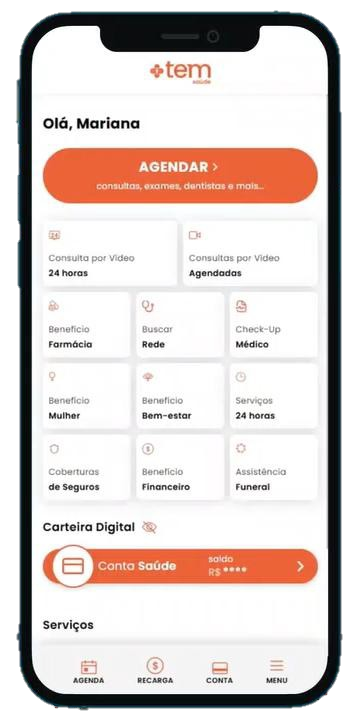 tem
saúde
Olá, Mariana
AGENDAR >
consultas, exames, dentistas e mais...
24
Consulta por Vídeo
24 horas
Consultas por Vídeo
Agendadas
Benefício
Farmácia
Buscar
Rede
Check-Up
Médico
Benefício
Mulher
Benefício
Bem-estar
Serviços
24 horas
Coberturas
de Seguros
$
Benefício
Financeiro
Assistência
Funeral
Carteira Digital
Conta Saúde
saldo
R$ ****
Serviços
$
AGENDA
RECARGA
CONTA
MENU